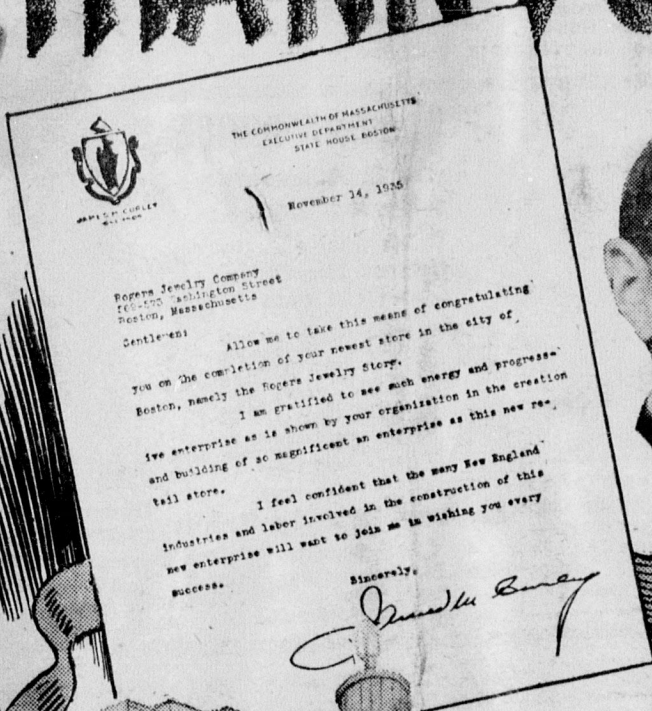 THE COMMONWEALTH OF MASSACHUSETTS
EXECUTIVE DEPARTMENT
STATE HOUSE BOSTON
JAMES M. CURLEY
November 14, 1935
Rogers Jewelry Company
Washington Street
Boston, Massachusetts
Gentlemen:
Allow me to take this means of congratulating
you on the completion of your newest store in the city of
Boston, namely the Rogers Jewelry Story.
I am gratified to see such energy and progress-
ive enterprise as is shown by your organization in the creation
and building of so magnificent an enterprise as this new re-
tail store.
I feel confident that the many New England
industries and labor involved in the construction of this
new enterprise will want to join me in wishing you every
success.
Sincerely,
James M. Curley